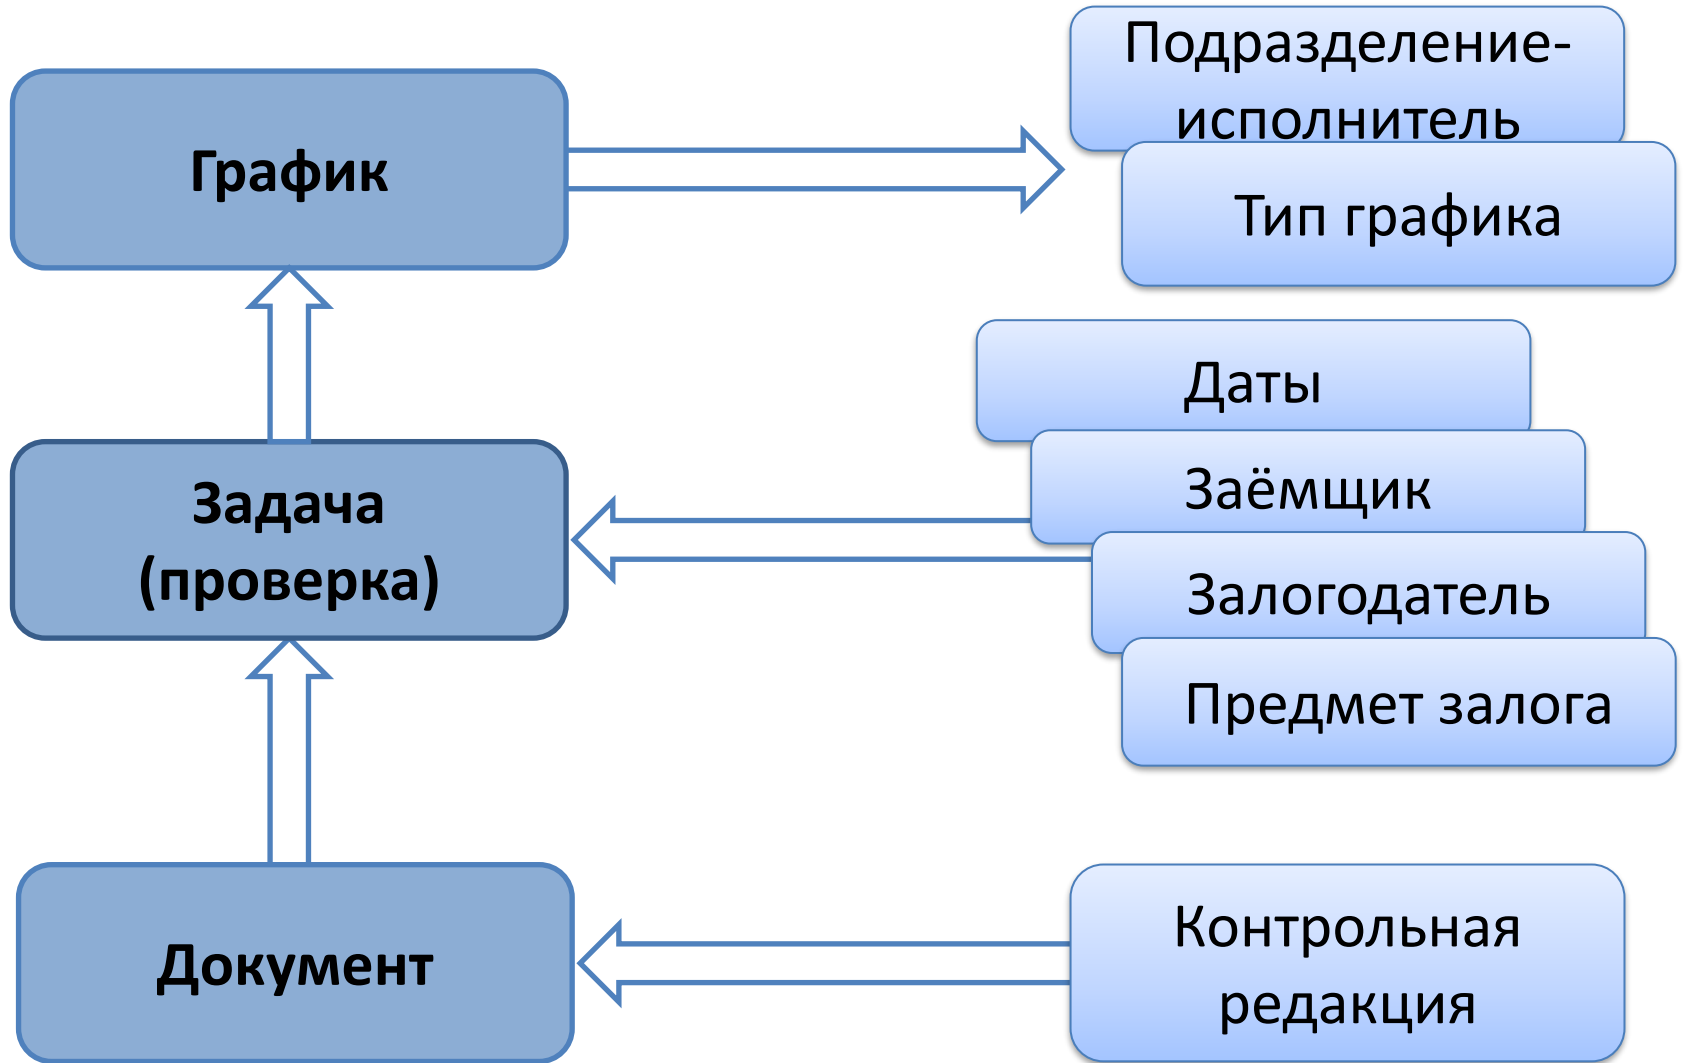 График
Подразделение-
исполнитель
Тип графика
Задача
(проверка)
Даты
Заёмщик
Залогодатель
Предмет залога
Документ
Контрольная
редакция